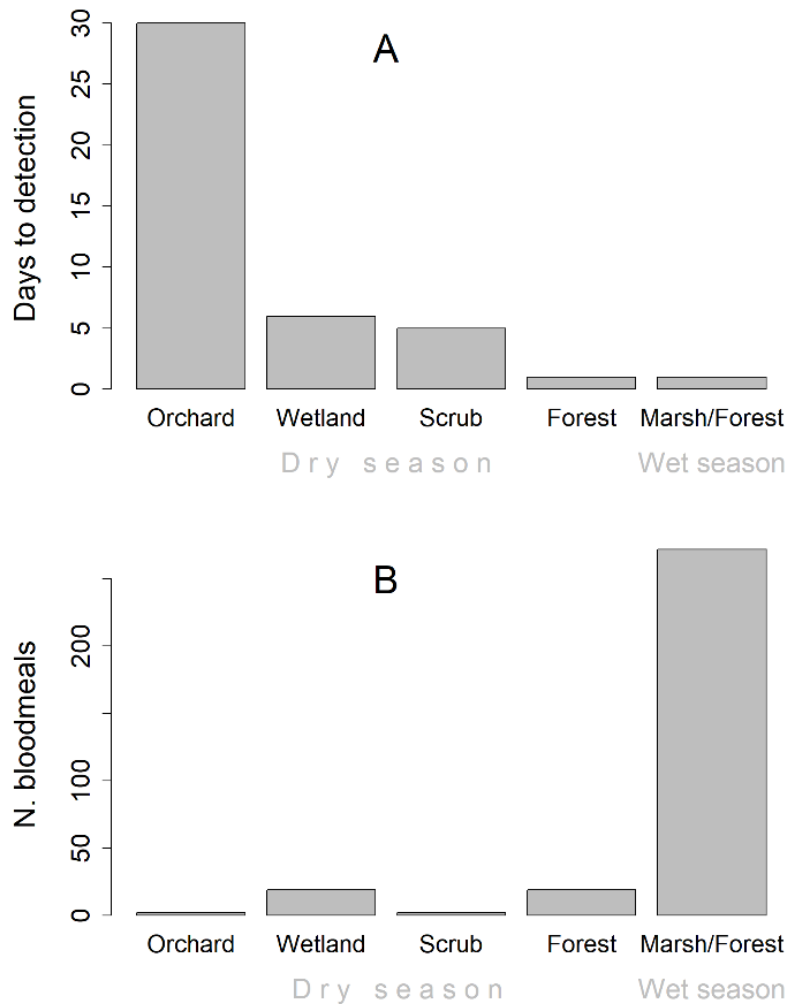 A
Days to detection
30
25
20
15
10
5
0
Orchard Wetland Scrub Forest Marsh/Forest
Dry season Wet season
B
N. bloodmeals
200
100
50
0
Orchard Wetland Scrub Forest Marsh/Forest
Dry season Wet season